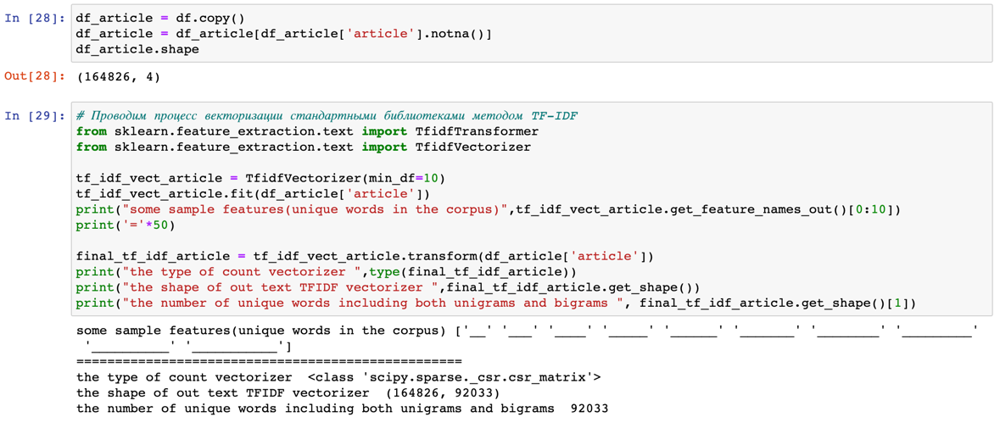 In [28]: df_article = df.copy()
df_article = df_article[df_article['article'].notna()]
df_article.shape
Out[28]: (164826, 4)
In [29]: # Проводим процесс векторизации стандартными библиотеками методом TF-IDF
from sklearn.feature_extraction.text import TfidfTransformer
from sklearn.feature_extraction.text import TfidfVectorizer
tf_idf_vect_article = TfidfVectorizer(min_df=10)
tf_idf_vect_article.fit(df_article['article'])
print("some sample features(unique words in the corpus)",tf_idf_vect_article.get_feature_names_out()[0:10])
print('='*50)
final_tf_idf_article = tf_idf_vect_article.transform(df_article['article'])
print("the type of count vectorizer ",type(final_tf_idf_article))
print("the shape of out text TFIDF vectorizer ",final_tf_idf_article.get_shape())
print("the number of unique words including both unigrams and bigrams ", final_tf_idf_article.get_shape()[1])
some sample features(unique words in the corpus) ['__' '___' '____' '_____' '______' '_______' '________' '_________'
'__________' '___________']
==================================================
the type of count vectorizer  <class 'scipy.sparse._csr.csr_matrix'>
the shape of out text TFIDF vectorizer  (164826, 92033)
the number of unique words including both unigrams and bigrams  92033